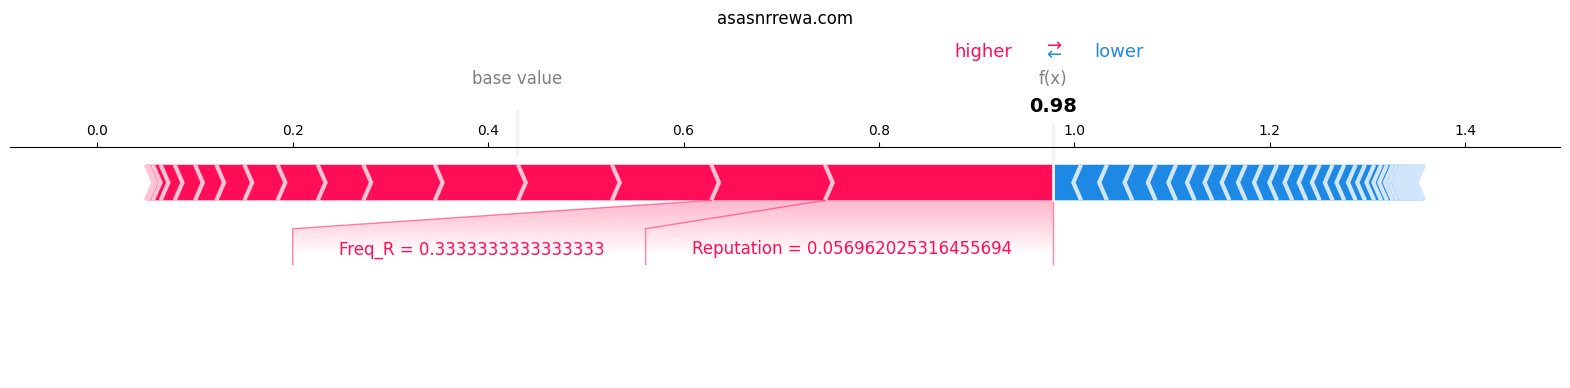 asasnrrewa.com
higher → ← lower
base value f(x)
0.98
0.0 0.2 0.4 0.6 0.8 1.0 1.2 1.4
Freq_R = 0.3333333333333333 Reputation = 0.056962025316455694